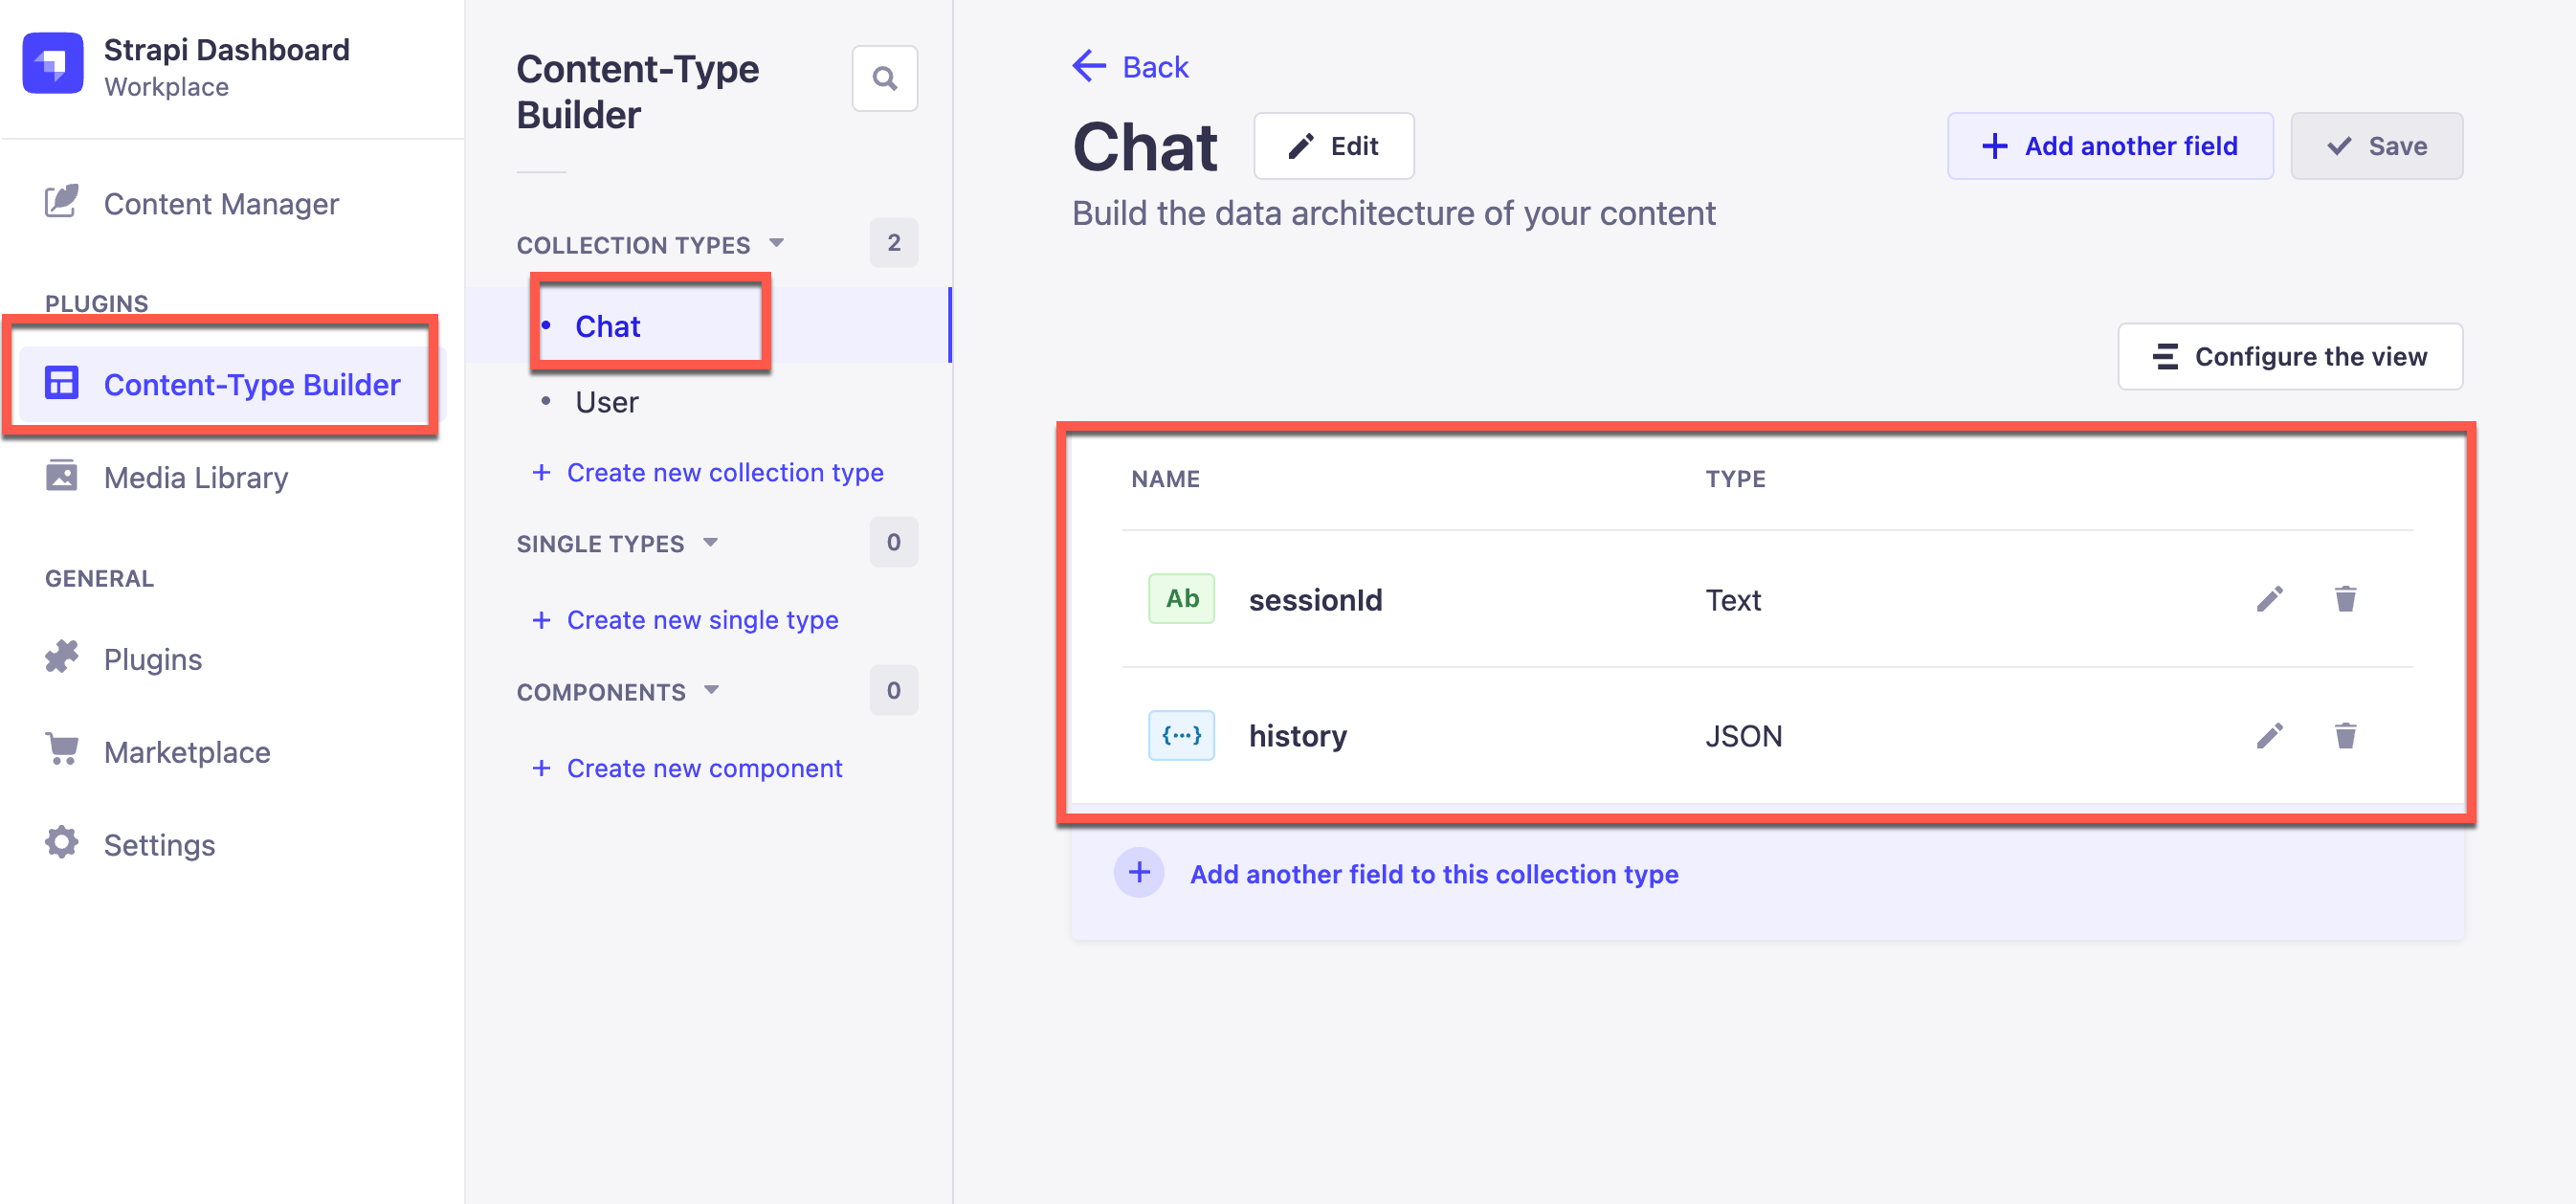 Strapi Dashboard
Workplace
Content Manager
PLUGINS
Content-Type Builder
Media Library
GENERAL
Plugins
Marketplace
Settings
Content-Type
Builder
COLLECTION TYPES 2
Chat
User
+ Create new collection type
SINGLE TYPES 0
+ Create new single type
COMPONENTS 0
+ Create new component
Back
Chat Edit + Add another field Save
Build the data architecture of your content
Configure the view
NAME TYPE
Ab sessionId Text
{···} history JSON
+ Add another field to this collection type